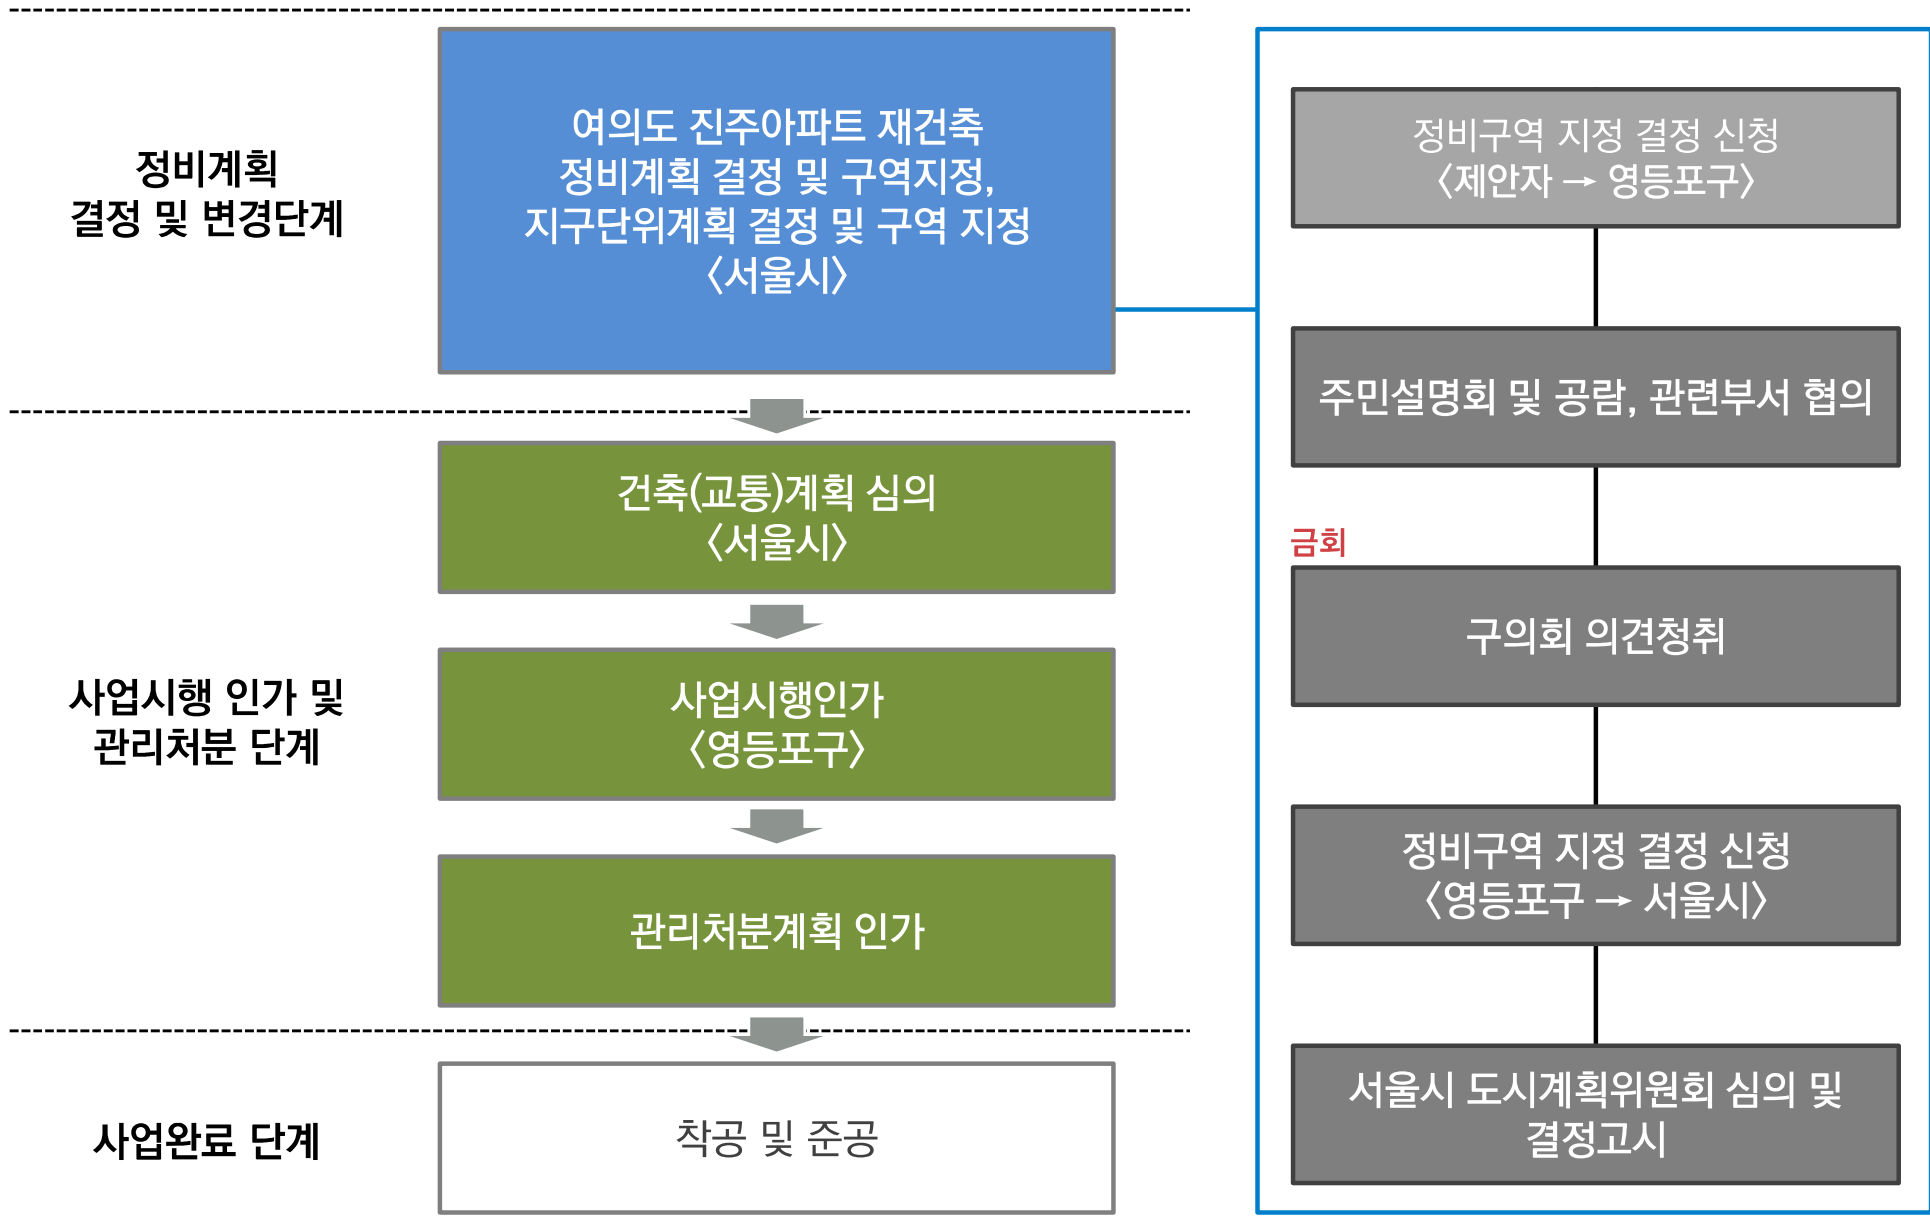 정비계획
결정 및 변경단계
여의도 진주아파트 재건축
정비계획 결정 및 구역지정,
지구단위계획 결정 및 구역 지정
〈서울시〉
사업시행 인가 및
관리처분 단계
건축(교통)계획 심의
〈서울시〉
사업시행인가
〈영등포구〉
관리처분계획 인가
사업완료 단계
착공 및 준공
정비구역 지정 결정 신청
〈제안자 → 영등포구〉
주민설명회 및 공람, 관련부서 협의
금회
구의회 의견청취
정비구역 지정 결정 신청
〈영등포구 → 서울시〉
서울시 도시계획위원회 심의 및
결정고시